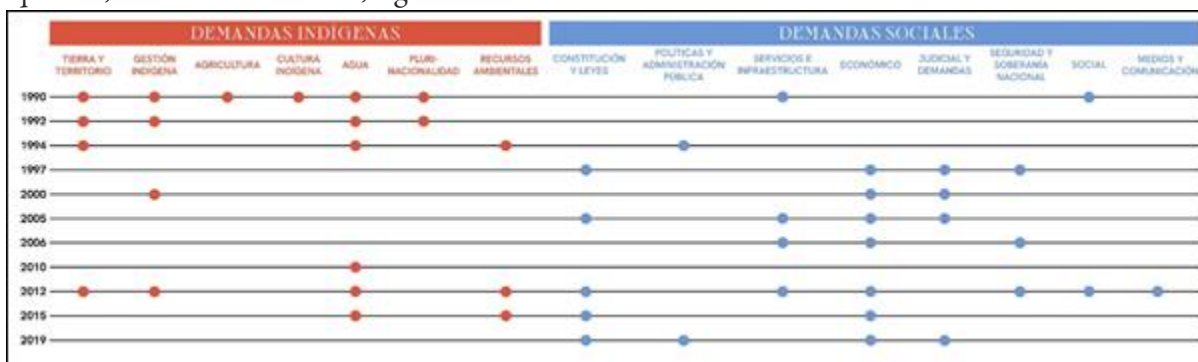 DEMANDAS INDÍGENAS
DEMANDAS SOCIALES
TIERRA Y
TERRITORIO
GESTIÓN
INDÍGENA
AGRICULTURA
CULTURA
INDÍGENA
AGUA
PLURI-
NACIONALIDAD
RECURSOS
AMBIENTALES
CONSTITUCIÓN
Y LEYES
POLÍTICAS Y
ADMINISTRACIÓN
PÚBLICA
SERVICIOS E
INFRAESTRUCTURA
ECONÓMICO
JUDICIAL Y
DEMANDAS
SEGURIDAD Y
SOBERANÍA
NACIONAL
SOCIAL
MEDIOS Y
COMUNICACIÓN
1990
1992
1994
1997
2000
2005
2006
2010
2012
2015
2019